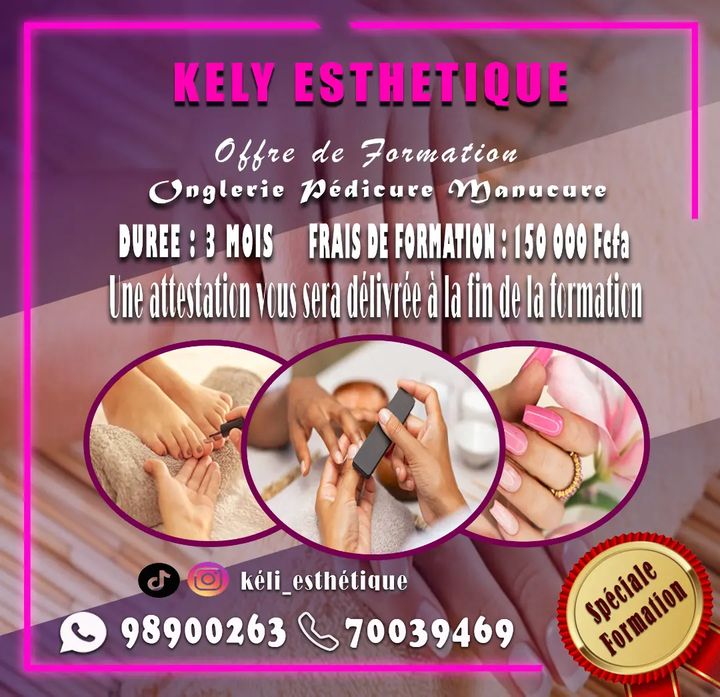 KELY ESTHETIQUE
Offre de Formation
Onglerie Pédicure Manucure
DUREE : 3 MOIS FRAIS DE FORMATION : 150 000 Fcfa
Une attestation vous sera délivrée à la fin de la formation
kéli_esthétique
98900263 70039469
Spéciale
Formation